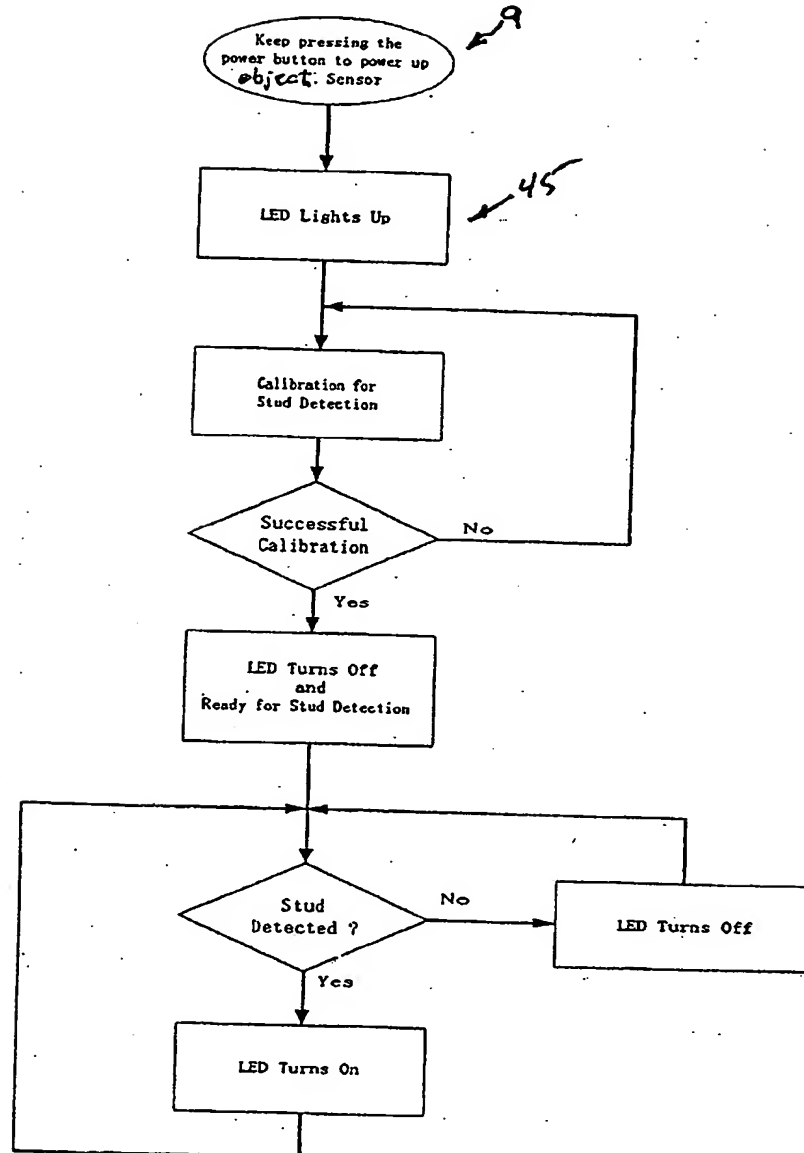 Keep pressing the
power button to power up
object: Sensor
9
LED Lights Up
45
Calibration for
Stud Detection
Successful
Calibration
No
Yes
LED Turns Off
and
Ready for Stud Detection
Stud
Detected ?
No
LED Turns Off
Yes
LED Turns On